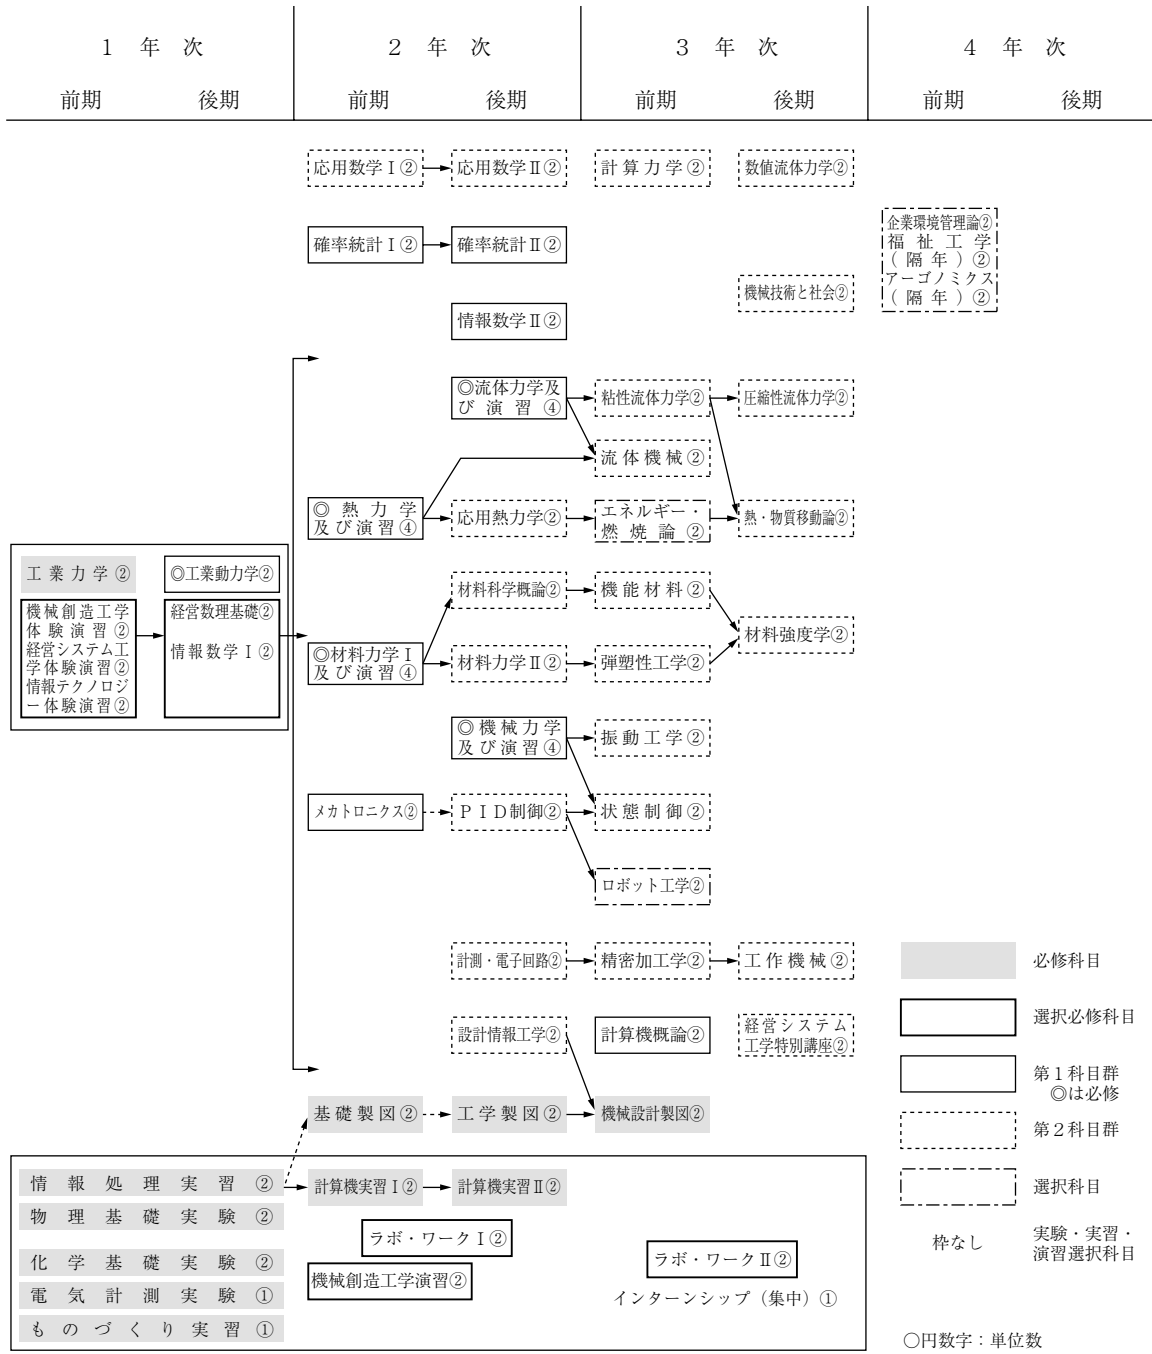 １ 年 次
２ 年 次
３ 年 次
４ 年 次
前期
後期
前期
後期
前期
後期
前期
後期
応用数学Ⅰ②
応用数学Ⅱ②
計算力学②
数値流体力学②
企業環境管理論②
福祉工学
（隔年）②
アーゴノミクス
（隔年）②
確率統計Ⅰ②
確率統計Ⅱ②
機械技術と社会②
情報数学Ⅱ②
◎流体力学及
び演習④
粘性流体力学②
圧縮性流体力学②
流体機械②
◎熱力学
及び演習④
応用熱力学②
エネルギー・
燃焼論②
熱・物質移動論②
工業力学②
◎工業動力学②
機械創造工学
体験演習②
経営システム工
学体験演習②
情報テクノロジ
ー体験演習②
経営数理基礎②
情報数学Ⅰ②
材料科学概論②
機能材料②
材料強度学②
◎材料力学Ⅰ
及び演習④
材料力学Ⅱ②
弾塑性工学②
◎機械力学
及び演習④
振動工学②
メカトロニクス②
ＰＩＤ制御②
状態制御②
ロボット工学②
計測・電子回路②
精密加工学②
工作機械②
設計情報工学②
計算機概論②
経営システム
工学特別講座②
基礎製図②
工学製図②
機械設計製図②
情報処理実習②
計算機実習Ⅰ②
計算機実習Ⅱ②
物理基礎実験②
ラボ・ワークⅠ②
ラボ・ワークⅡ②
化学基礎実験②
機械創造工学演習②
電気計測実験①
インターンシップ（集中）①
ものづくり実習①
必修科目
選択必修科目
第１科目群
◎は必修
第２科目群
選択科目
枠なし
実験・実習・
演習選択科目
○円数字：単位数